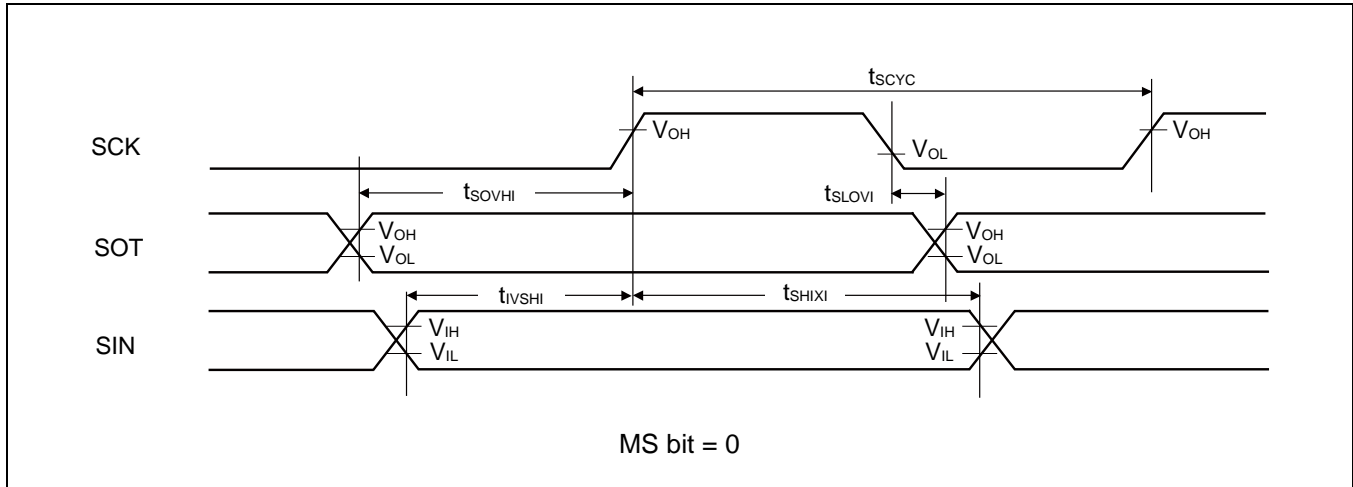 tSCYC
SCK
VOH
VOL
VOH
tSOVHI
tSLOVI
SOT
VOH
VOL
VOH
VOL
tIVSHI
tSHIXI
SIN
VIH
VIL
VIH
VIL
MS bit = 0